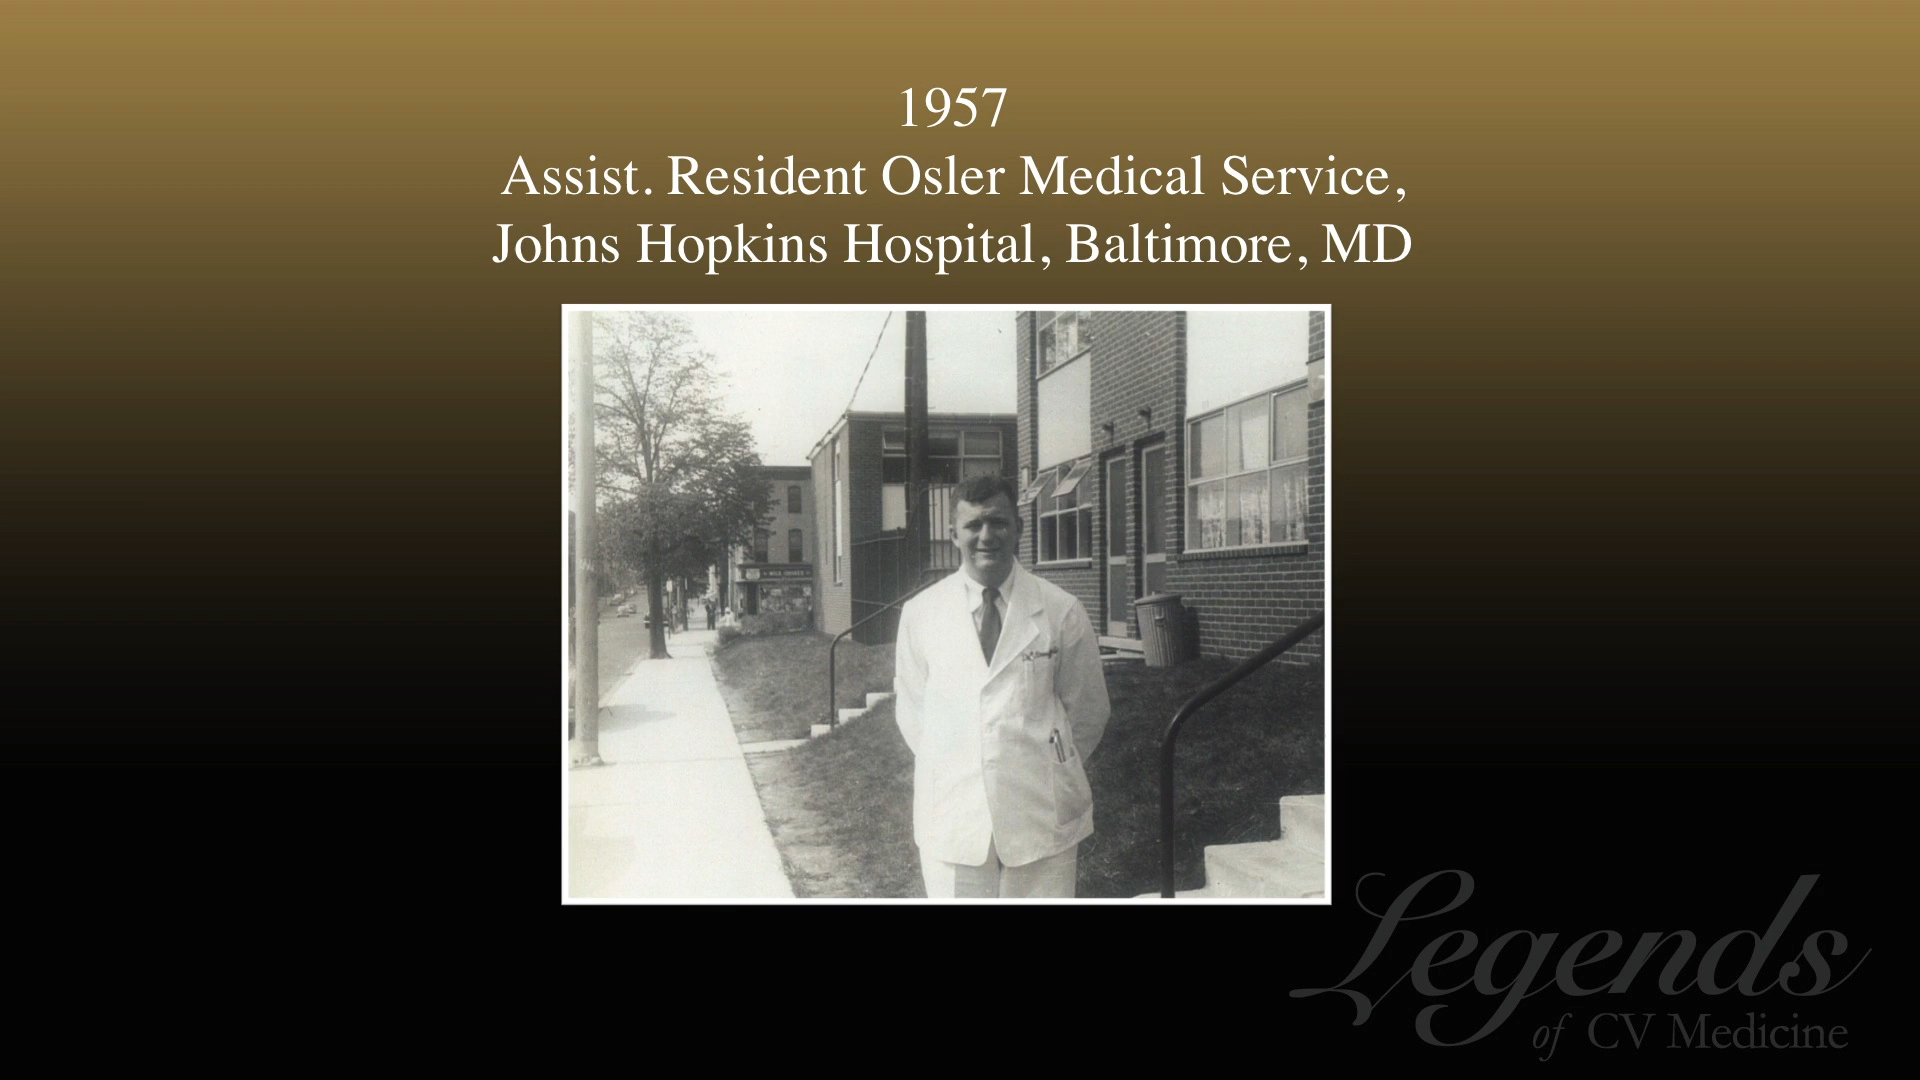 1957
Assist. Resident Osler Medical Service,
Johns Hopkins Hospital, Baltimore, MD
Legends
of CV Medicine